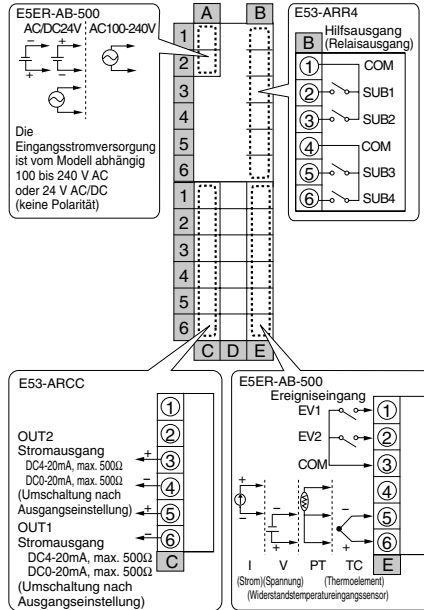 E5ER-AB-500
AC/DC24V AC100-240V
− + 
+ −
Die
Eingangsstromversorgung
ist vom Modell abhängig
100 bis 240 V AC
oder 24 V AC/DC
(keine Polarität)
A B
1
2
3
4
5
6
1
2
3
4
5
6
C D E
E53-ARR4
Hilfsausgang
(Relaisausgang)
B
1 COM
2 SUB1
3 SUB2
4 COM
5 SUB3
6 SUB4
E53-ARCC
1
2
OUT2
Stromausgang
+ 3
DC4-20mA, max. 500Ω
DC0-20mA, max. 500Ω
− 4
(Umschaltung nach
Ausgangseinstellung)
+ 5
OUT1
− 6
Stromausgang
DC4-20mA, max. 500Ω
DC0-20mA, max. 500Ω
C
(Umschaltung nach
Ausgangseinstellung)
E5ER-AB-500
Ereigniseingang
EV1 1
EV2 2
COM 3
4
5
6
+ − − +
− + 
I V PT TC
E
(Strom) (Spannung) (Thermoelement)
(Widerstandstemperatureingangssensor)